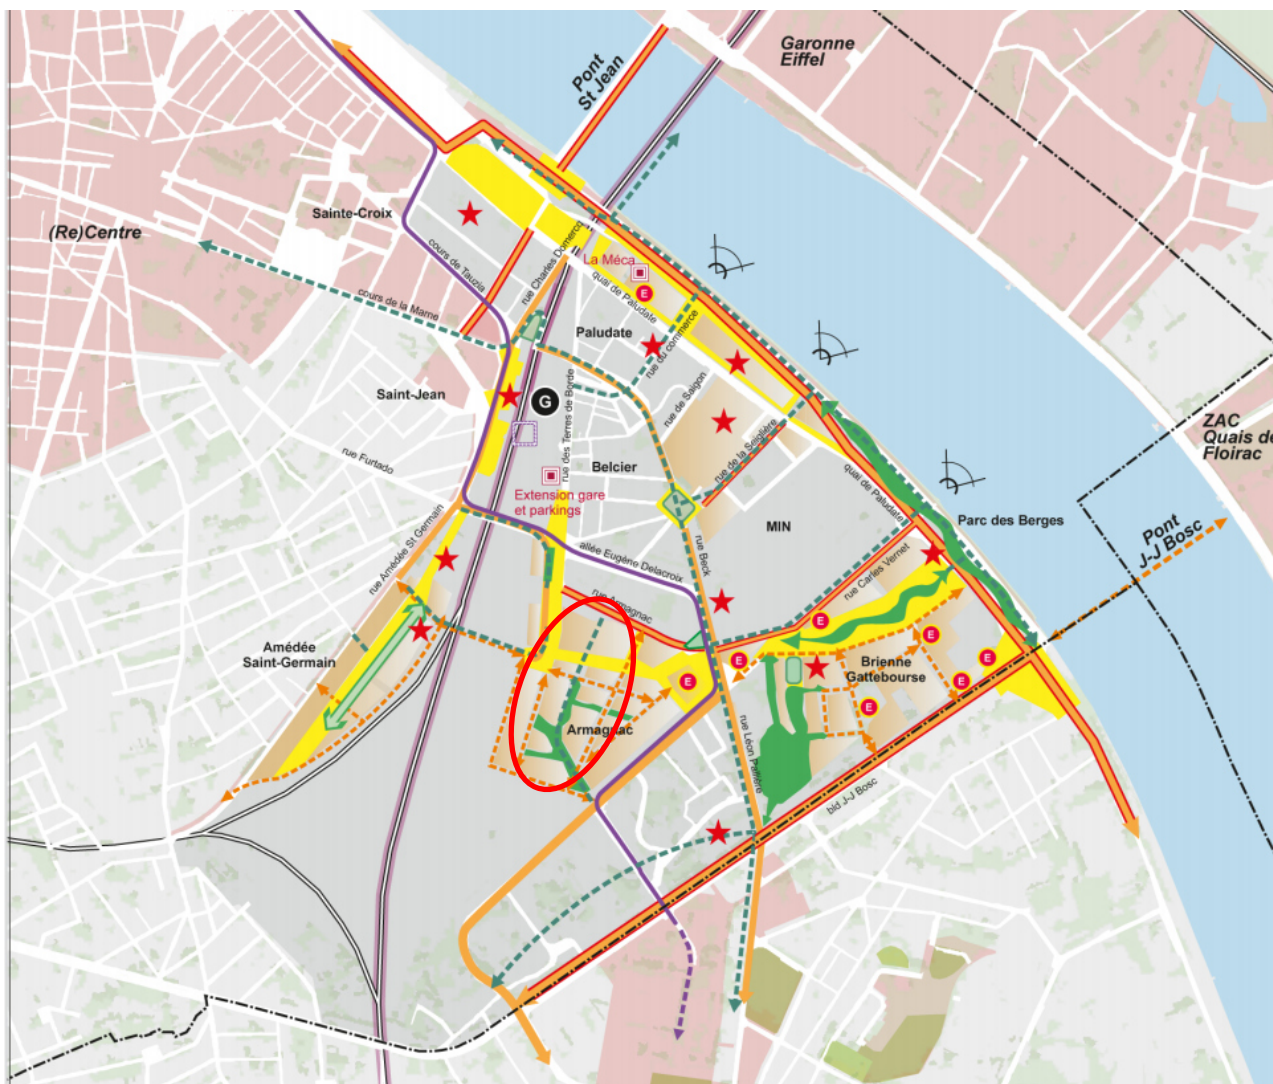 Garonne
Eiffel
Pont
St Jean
Sainte-Croix
(Re)Centre
cours de Tauzia
rue Charles Domercq
La Méca
E
quai de Paludate
cours de la Marne
Paludate
rue du commerce
Saint-Jean
G
rue des Terres de Borde
rue de Saïgon
rue Furtado
Belcier
rue de la Seiglière
ZAC
Quais de
Floirac
Extension gare
et parkings
quai de Paludate
Parc des Berges
MIN
Pont
J-J Bosc
rue Amédée St Germain
allée Eugène Delacroix
rue Beck
rue Carles Vernet
rue Armagnac
E
Amédée
Saint-Germain
E
E
E
Brienne
Gattebourse
E
E
E
Armagnac
rue Léon Paillère
bld J-J Bosc